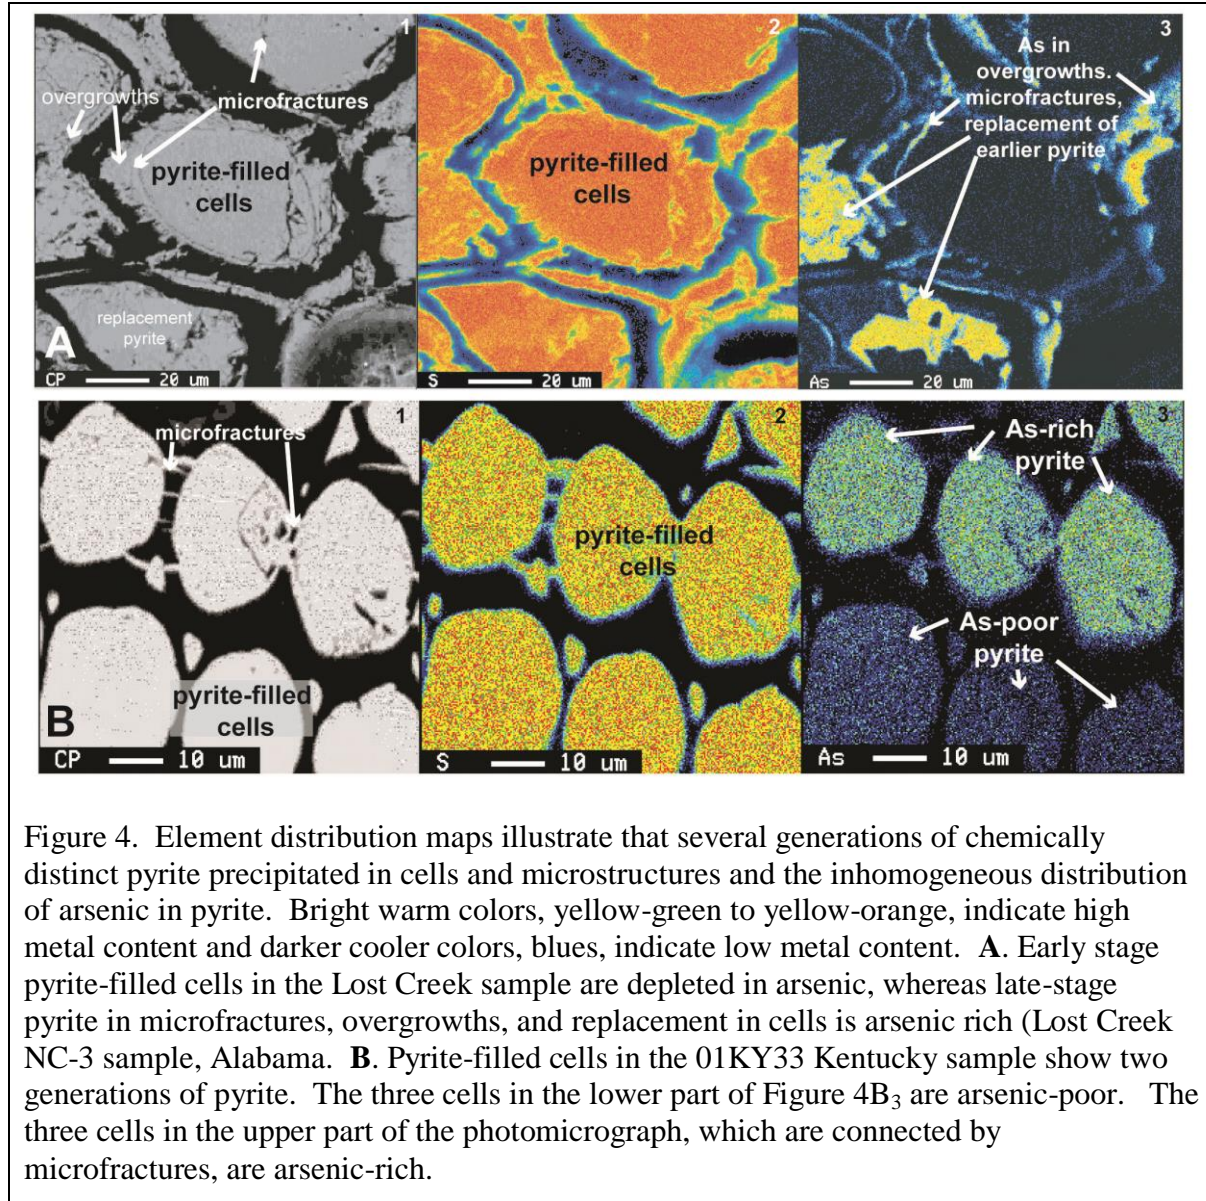 1
overgrowths
microfractures
pyrite-filled
cells
replacement
pyrite
A
CP 20 um
2
pyrite-filled
cells
S 20 um
3
As in
overgrowths.
microfractures,
replacement of
earlier pyrite
As 20 um
1
microfractures
pyrite-filled
cells
B
CP 10 um
2
pyrite-filled
cells
S 10 um
3
As-rich
pyrite
As-poor
pyrite
As 10 um
Figure 4.  Element distribution maps illustrate that several generations of chemically
distinct pyrite precipitated in cells and microstructures and the inhomogeneous distribution
of arsenic in pyrite.  Bright warm colors, yellow-green to yellow-orange, indicate high
metal content and darker cooler colors, blues, indicate low metal content.  A. Early stage
pyrite-filled cells in the Lost Creek sample are depleted in arsenic, whereas late-stage
pyrite in microfractures, overgrowths, and replacement in cells is arsenic rich (Lost Creek
NC-3 sample, Alabama.  B. Pyrite-filled cells in the 01KY33 Kentucky sample show two
generations of pyrite.  The three cells in the lower part of Figure 4B₃ are arsenic-poor.   The
three cells in the upper part of the photomicrograph, which are connected by
microfractures, are arsenic-rich.